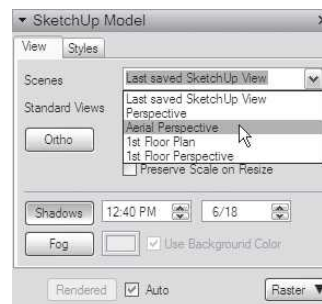 SketchUp Model
View Styles
Scenes Last saved SketchUp View
Last saved SketchUp View
Standard Views
Perspective
Aerial Perspective
Ortho
1st Floor Plan
1st Floor Perspective
Preserve Scale on Resize
Shadows 12:40 PM 6/18
Fog Use Background Color
Rendered Auto Raster